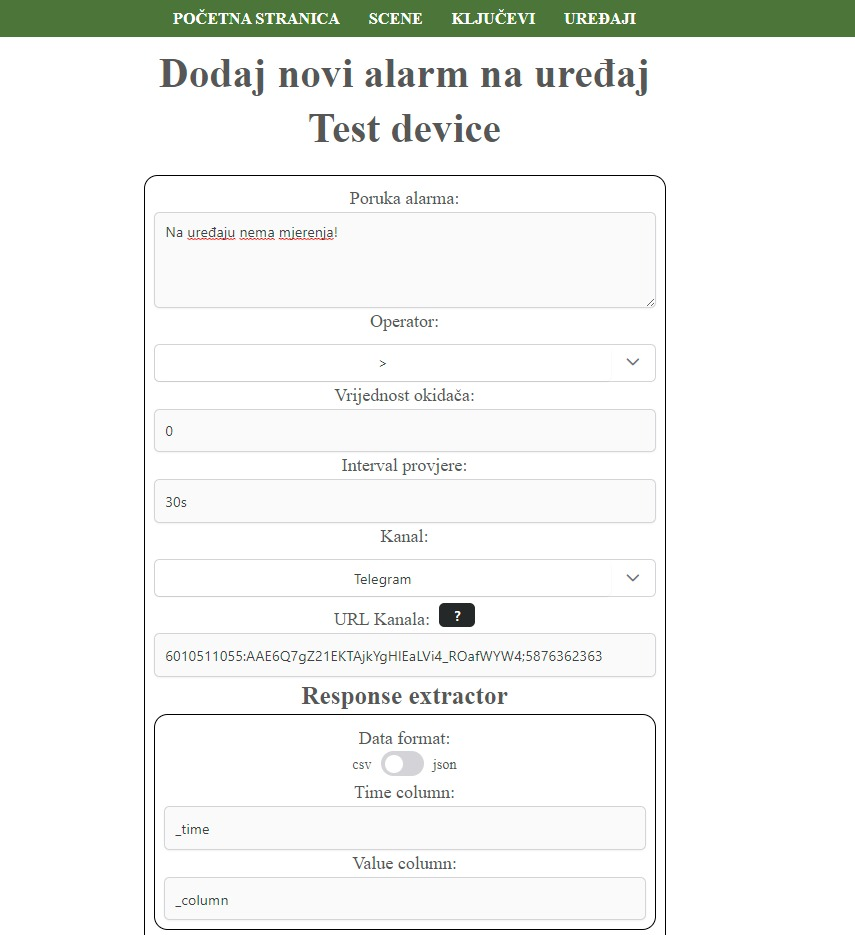 POČETNA STRANICA SCENE KLJUČEVI UREĐAJI
Dodaj novi alarm na uređaj
Test device
Poruka alarma:
Na uređaju nema mjerenja!
Operator:
>
Vrijednost okidača:
0
Interval provjere:
30s
Kanal:
Telegram
URL Kanala: ?
6010511055:AAE6Q7gZ21EKTAjkYgHIEaLVi4_ROafWYW4;5876362363
Response extractor
Data format:
csv json
Time column:
_time
Value column:
_column